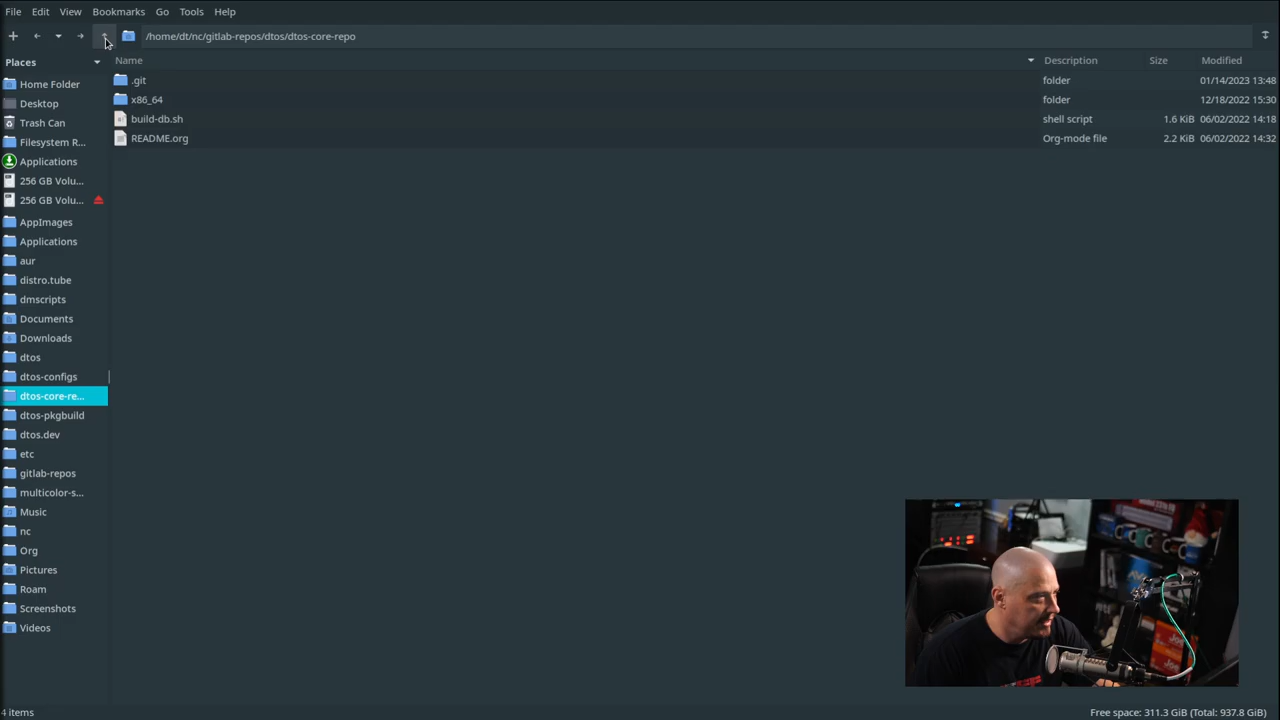 File Edit View Bookmarks Go Tools Help
/home/dt/nc/gitlab-repos/dtos/dtos-core-repo
Places
Name Description Size Modified
Home Folder
Desktop
Trash Can
Filesystem R...
Applications
256 GB Volu...
256 GB Volu...
AppImages
Applications
aur
distro.tube
dmscripts
Documents
Downloads
dtos
dtos-configs
dtos-core-re...
dtos-pkgbuild
dtos.dev
etc
gitlab-repos
multicolor-s...
Music
nc
Org
Pictures
Roam
Screenshots
Videos
.git folder 01/14/2023 13:48
x86_64 folder 12/18/2022 15:30
build-db.sh shell script 1.6 KiB 06/02/2022 14:18
README.org Org-mode file 2.2 KiB 06/02/2022 14:32
4 items Free space: 311.3 GiB (Total: 937.8 GiB)